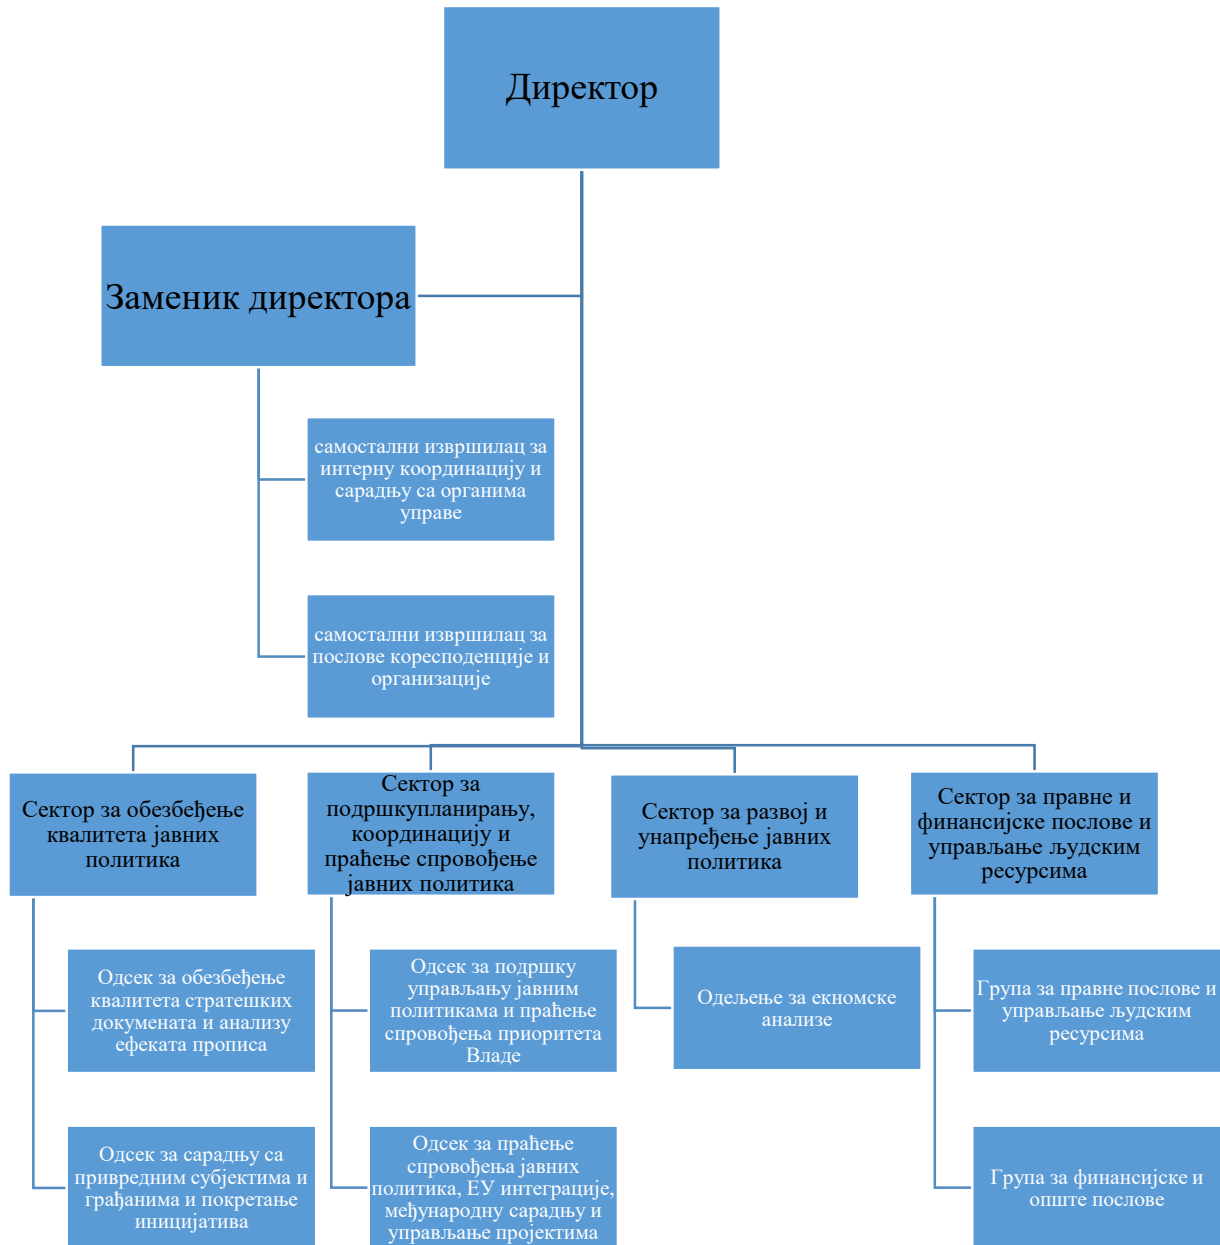 Директор
Заменик директора
самостални извршилац за
интерну координацију и
сарадњу са органима
управе
самостални извршилац за
послове коресподенције и
организације
Сектор за обезбеђење
квалитета јавних
политика
Сектор за
подршкупланирању,
координацију и
праћење спровођење
јавних политика
Сектор за развој и
унапређење јавних
политика
Сектор за правне и
финансијске послове и
управљање људским
ресурсима
Одсек за обезбеђење
квалитета стратешких
докумената и анализу
ефеката прописа
Одсек за подршку
управљању јавним
политикама и праћење
спровођења приоритета
Владе
Одељење за екномске
анализе
Група за правне послове и
управљање људским
ресурсима
Одсек за сарадњу са
привредним субјектима и
грађанима и покретање
иницијатива
Одсек за праћење
спровођења јавних
политика, ЕУ интеграције,
међународну сарадњу и
управљање пројектима
Група за финансијске и
опште послове